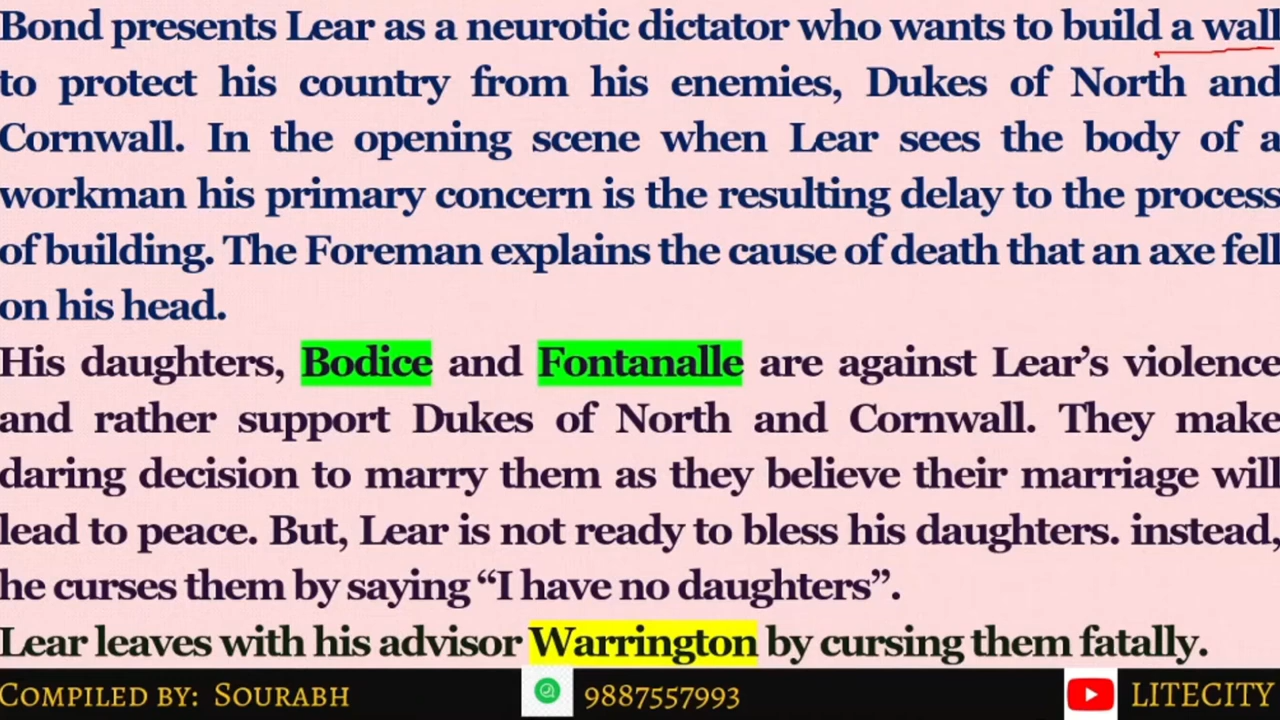 Bond presents Lear as a neurotic dictator who wants to build a wall
to protect his country from his enemies, Dukes of North and
Cornwall. In the opening scene when Lear sees the body of a
workman his primary concern is the resulting delay to the process
of building. The Foreman explains the cause of death that an axe fell
on his head.
His daughters, Bodice and Fontanalle are against Lear’s violence
and rather support Dukes of North and Cornwall. They make
daring decision to marry them as they believe their marriage will
lead to peace. But, Lear is not ready to bless his daughters. instead,
he curses them by saying “I have no daughters”.
Lear leaves with his advisor Warrington by cursing them fatally.
COMPILED BY: SOURABH 9887557993 LITECITY